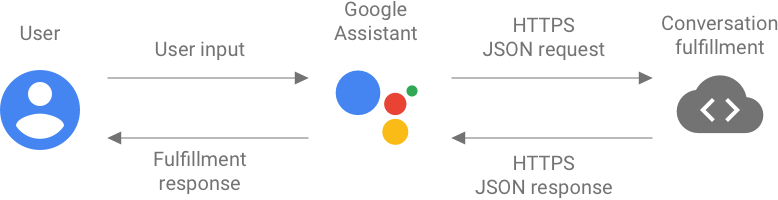 User
User input
Fulfillment
response
Google
Assistant
HTTPS
JSON request
HTTPS
JSON response
Conversation
fulfillment